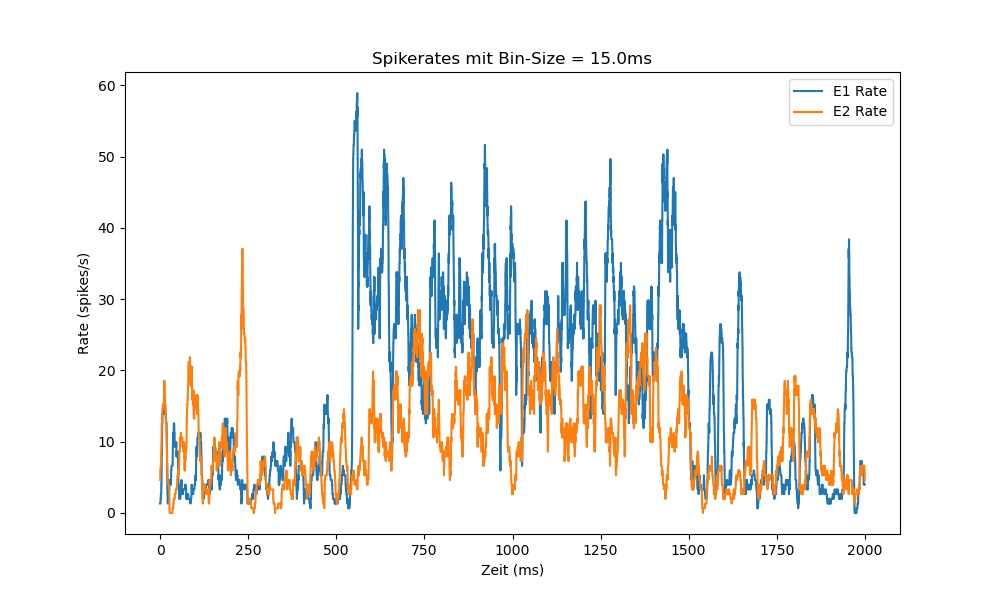 Spikerates mit Bin-Size = 15.0ms
E1 Rate
E2 Rate
60
50
40
30
20
10
0
Rate (spikes/s)
0 250 500 750 1000 1250 1500 1750 2000
Zeit (ms)